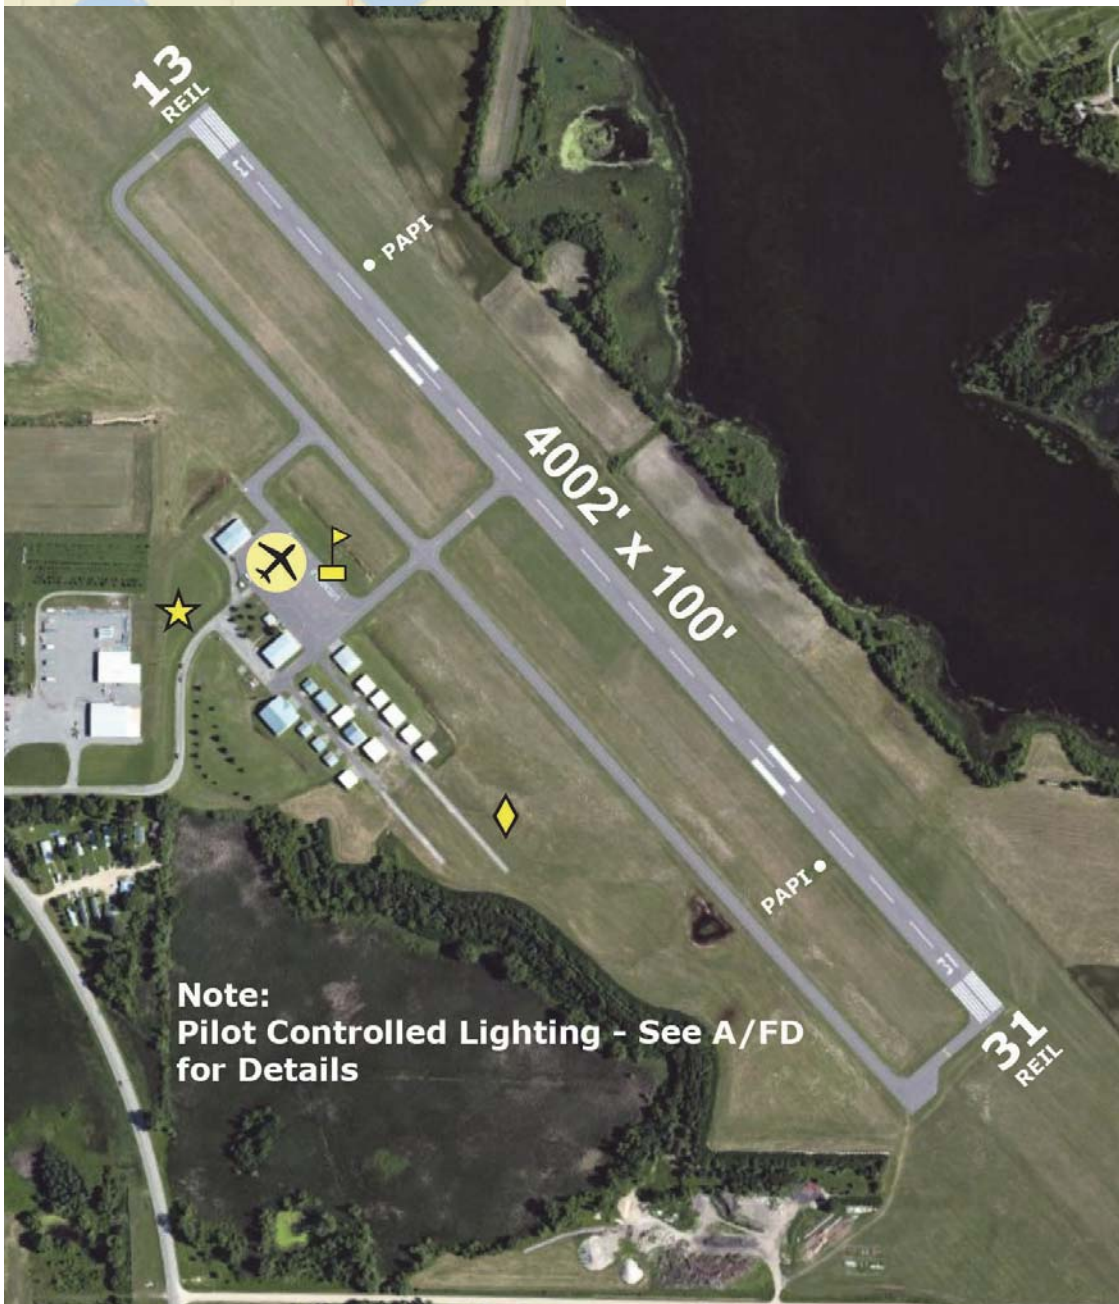 13
REIL
PAPI
4002' x 100'
PAPI
31
REIL
Note:
Pilot Controlled Lighting - See A/FD
for Details